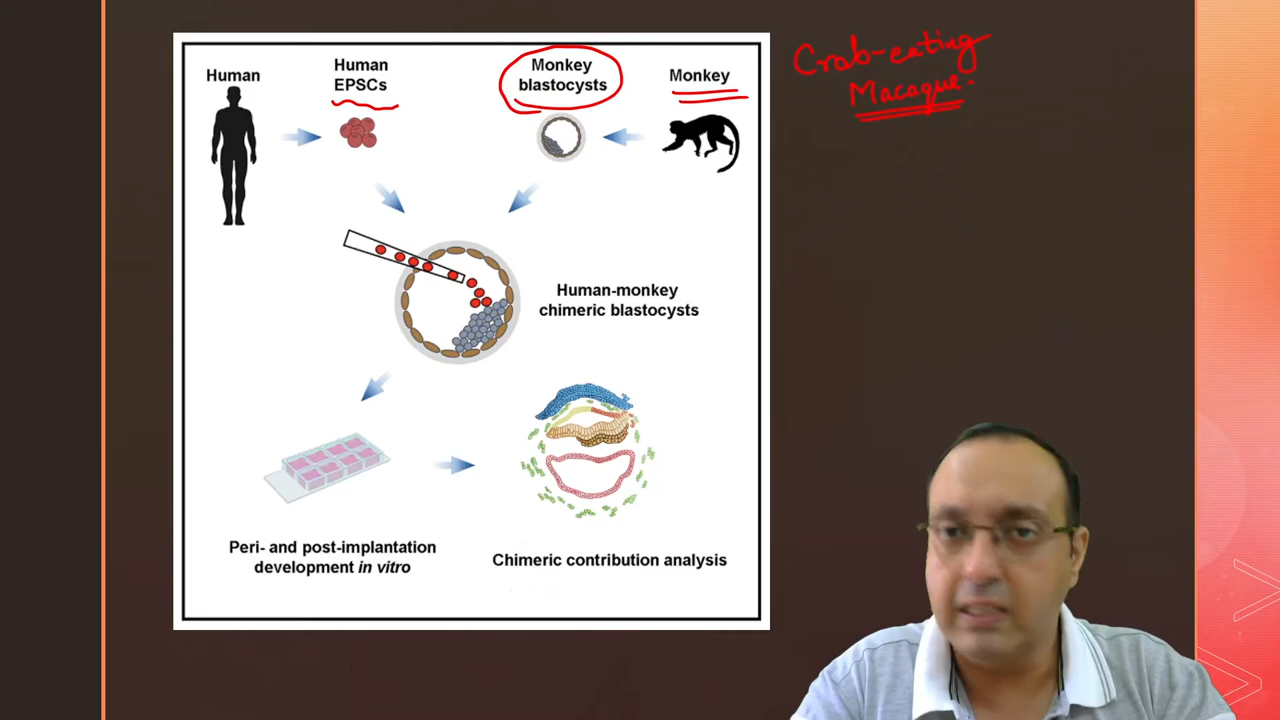 Human
Human
EPSCs
Monkey
blastocysts
Monkey
Crab-eating
Macaque.
Human-monkey
chimeric blastocysts
Peri- and post-implantation
development in vitro
Chimeric contribution analysis